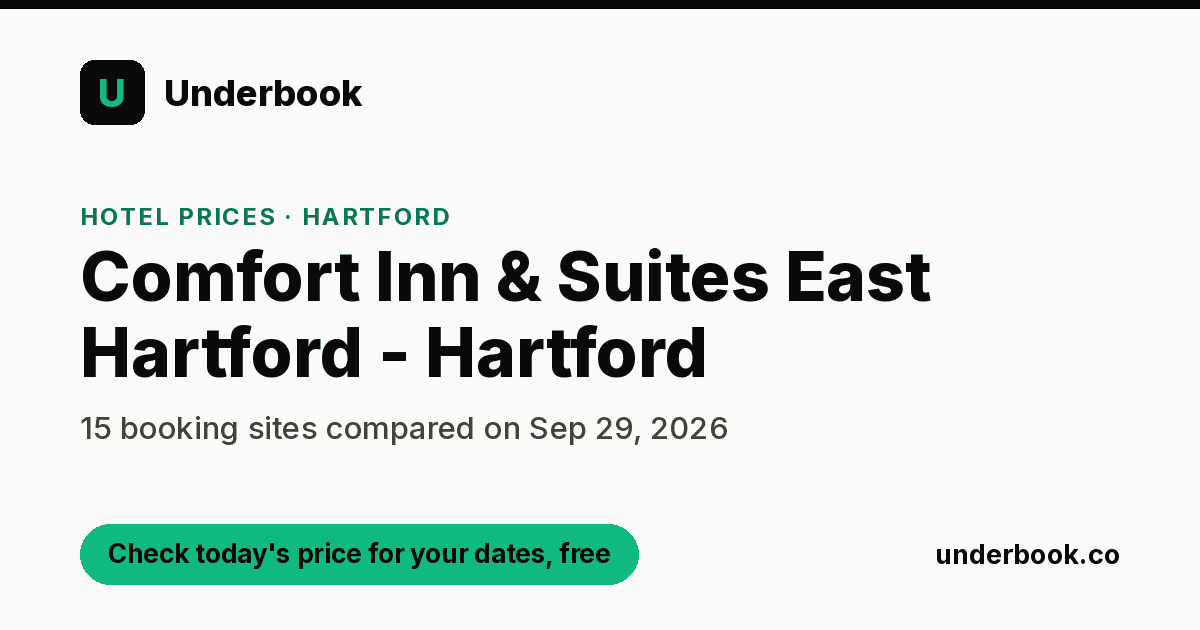 U
Underbook
HOTEL PRICES · HARTFORD
Comfort Inn & Suites East
Hartford - Hartford
15 booking sites compared on Sep 29, 2026
Check today's price for your dates, free
underbook.co